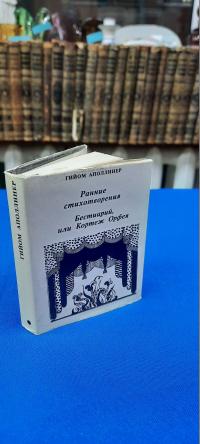 ГИЙОМ АПОЛЛИНЕР
Ранние
стихотворения
Бестиарий,
или Кортеж Орфея
ГИЙОМ АПОЛЛИНЕР